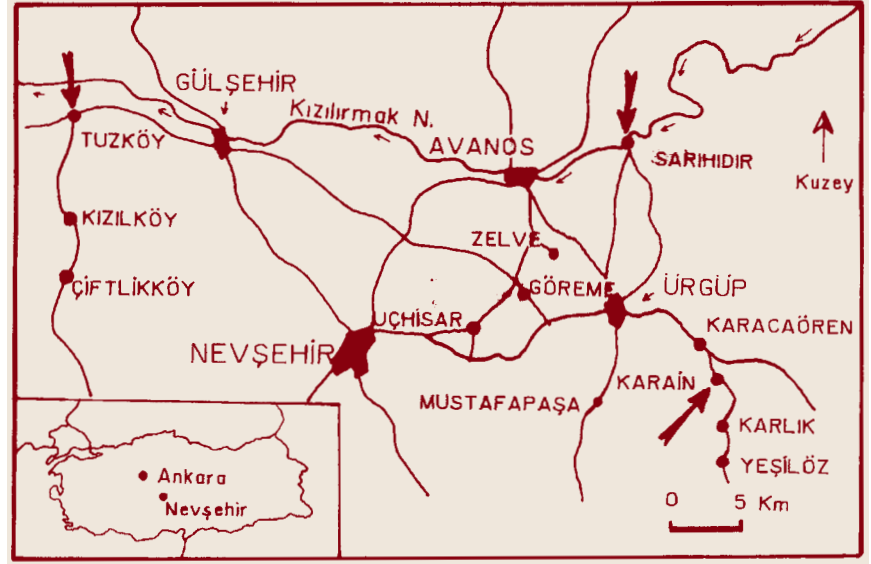 GÜLŞEHİR
Kızılırmak N.
TUZKÖY
AVANOS
SARIHIDIR
Kuzey
KIZILKÖY
ZELVE
ÇİFTLİKKÖY
GÖREME
ÜRGÜP
UÇHİSAR
KARACAÖREN
NEVŞEHİR
KARAİN
MUSTAFAPAŞA
KARLIK
YEŞİLÖZ
Ankara
Nevşehir
0 5 Km